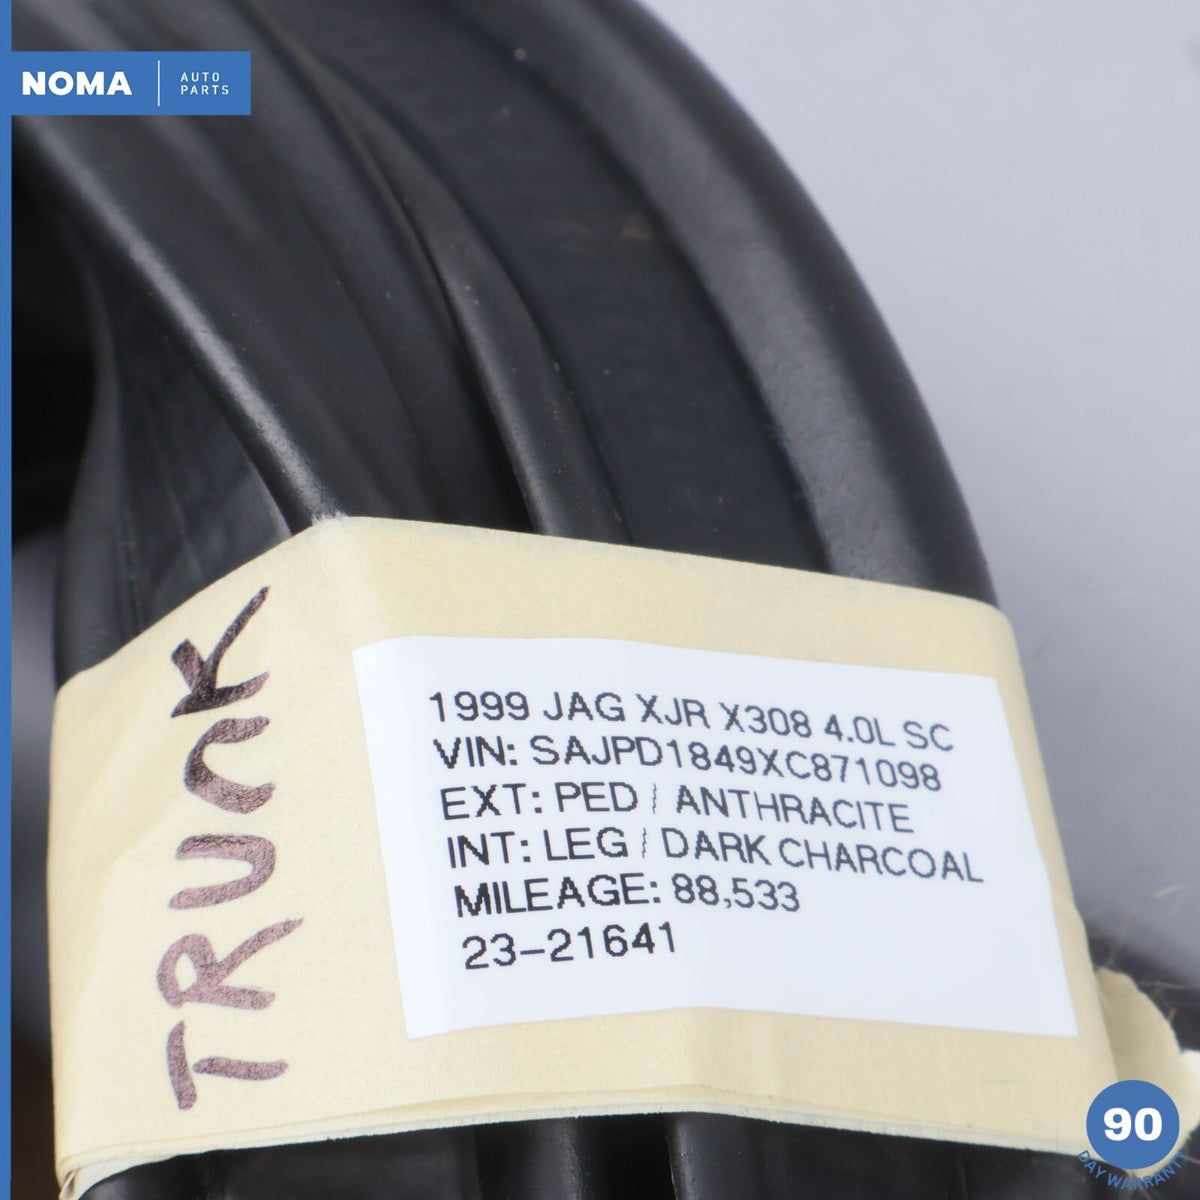 NOMA
AUTO
PARTS
TRUNK
1999 JAG XJR X308 4.0L SC
VIN: SAJPD1849XC871098
EXT: PED / ANTHRACITE
INT: LEG / DARK CHARCOAL
MILEAGE: 88,533
23-21641
90
DAY WARRANTY